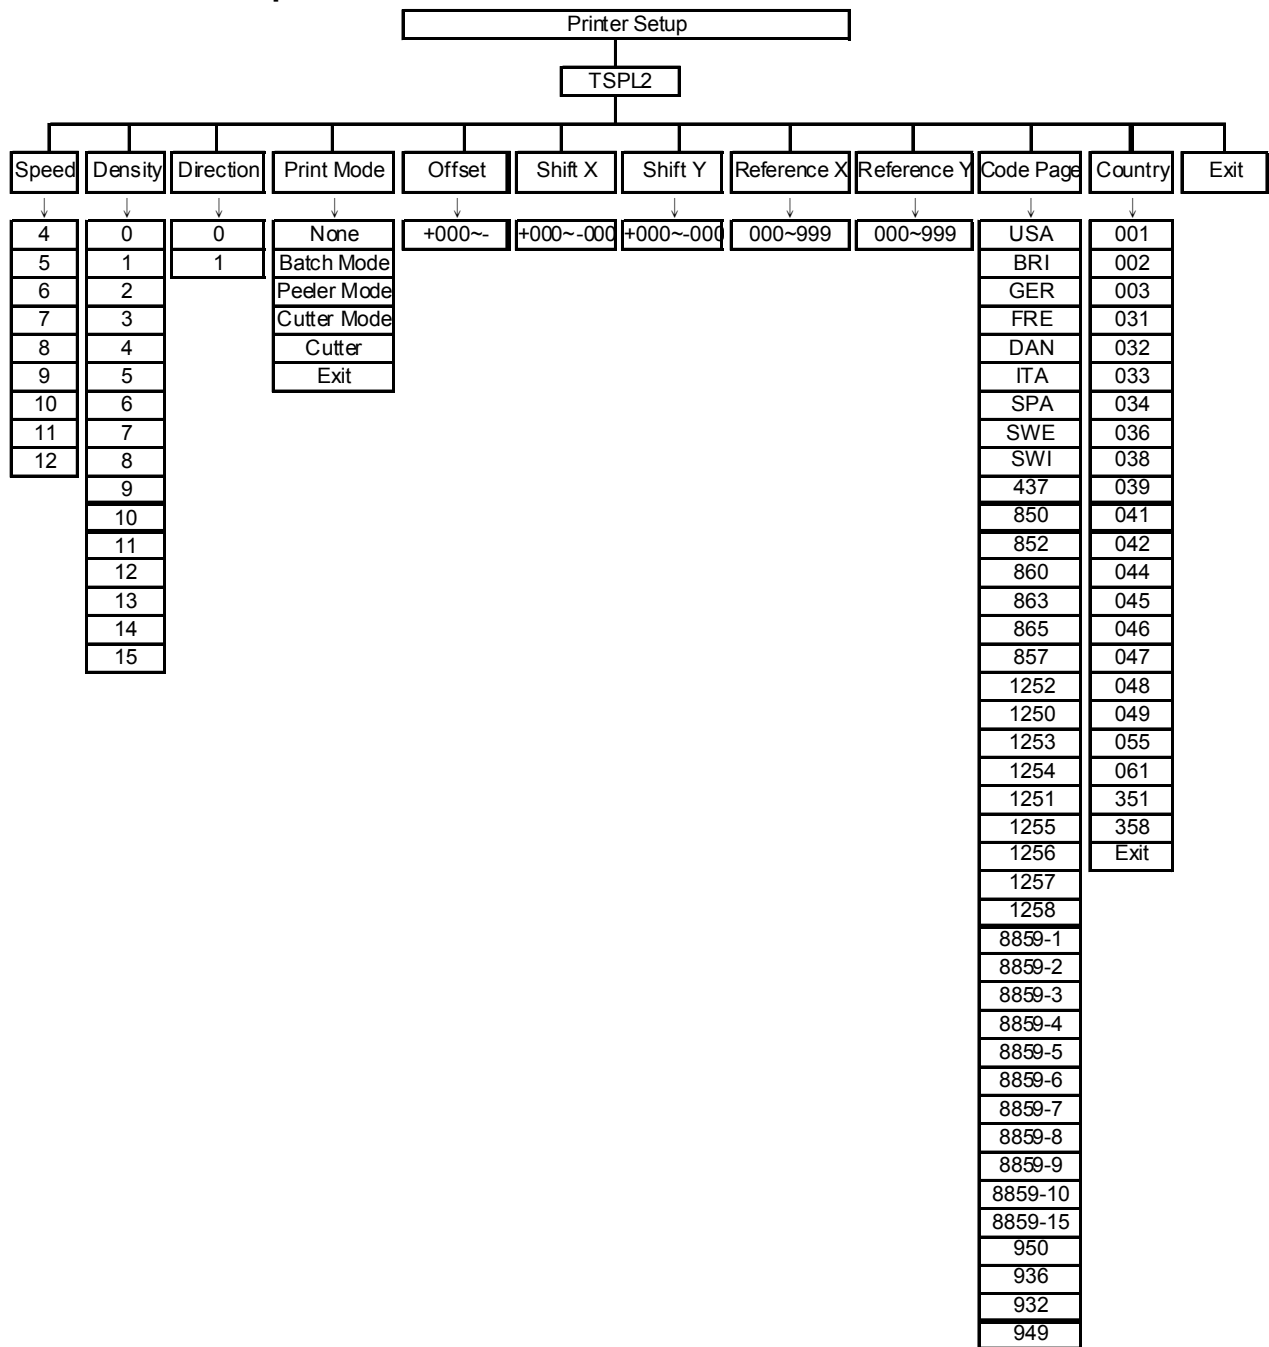 Printer Setup
TSPL2
Speed Density Direction Print Mode Offset Shift X Shift Y Reference X Reference Y Code Page Country Exit
4 0 0 None +000~- +000~-000 +000~-000 000~999 000~999 USA 001
5 1 1 Batch Mode BRI 002
6 2 Peeler Mode GER 003
7 3 Cutter Mode FRE 031
8 4 Cutter DAN 032
9 5 Exit ITA 033
10 6 SPA 034
11 7 SWE 036
12 8 SWI 038
9 437 039
10 850 041
11 852 042
12 860 044
13 863 045
14 865 046
15 857 047
1252 048
1250 049
1253 055
1254 061
1251 351
1255 358
1256 Exit
1257
1258
8859-1
8859-2
8859-3
8859-4
8859-5
8859-6
8859-7
8859-8
8859-9
8859-10
8859-15
950
936
932
949